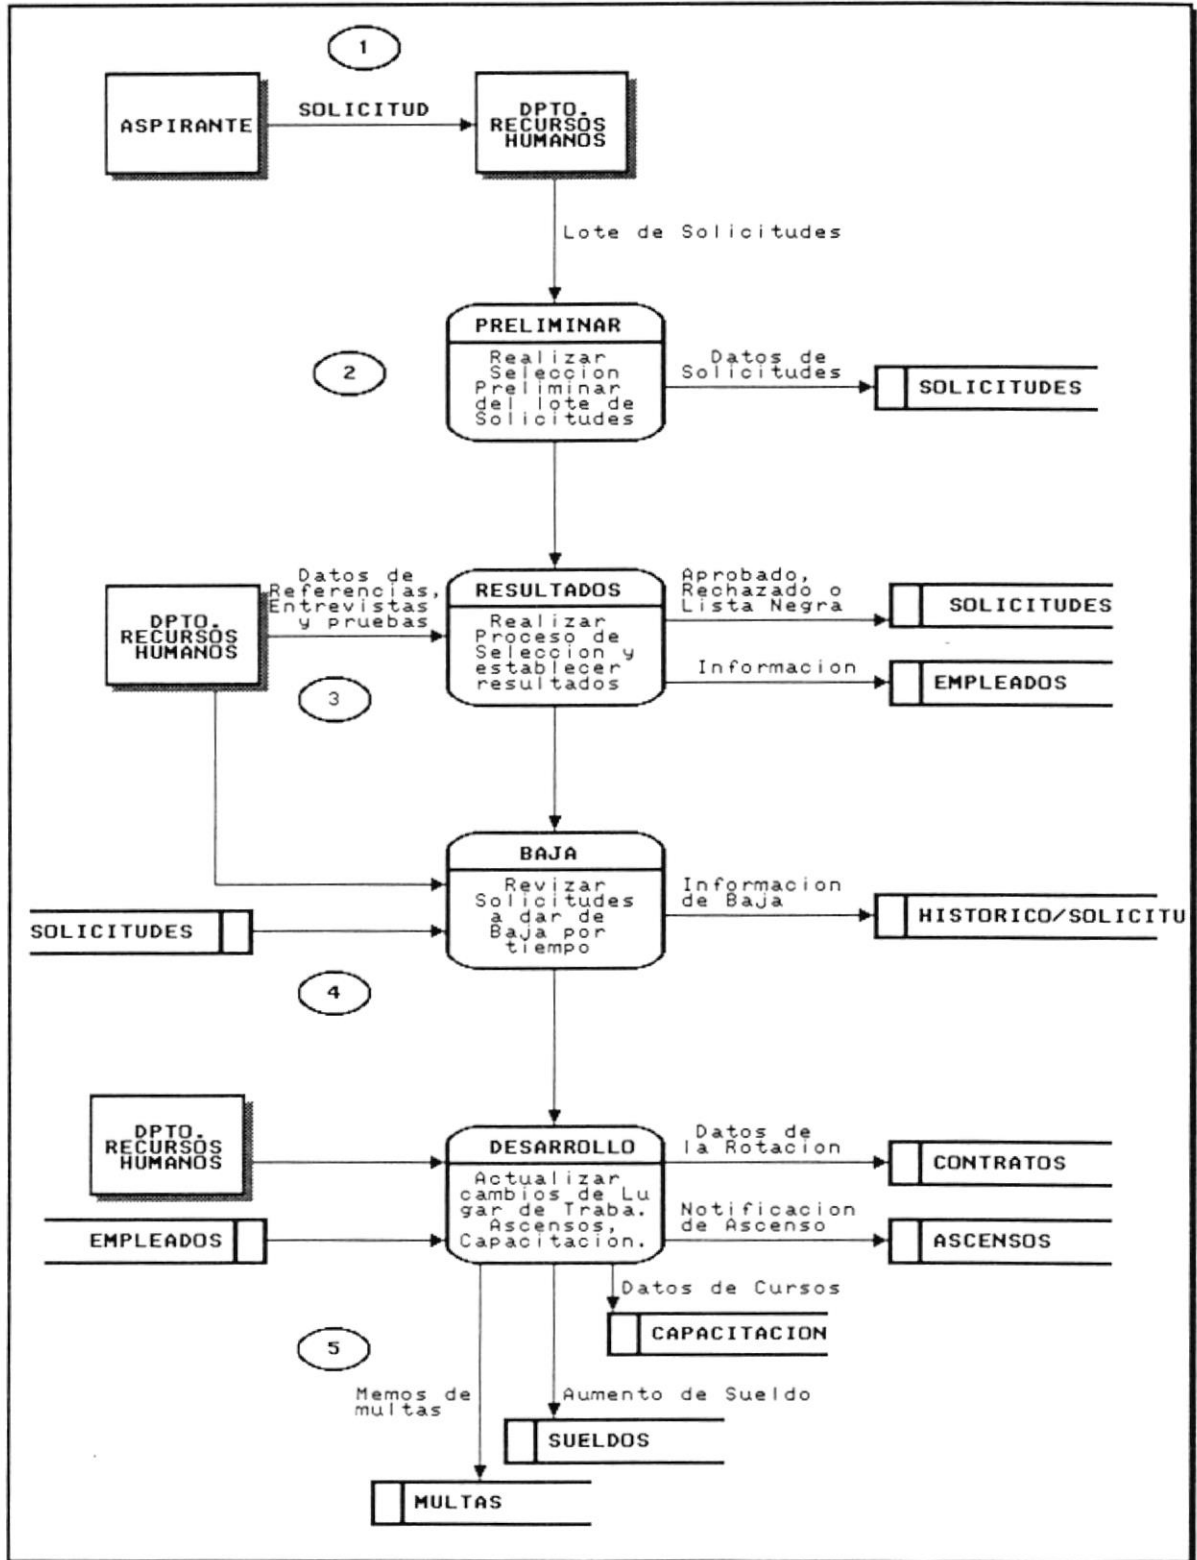 1
ASPIRANTE
SOLICITUD
DPTO.
RECURSOS
HUMANOS
Lote de Solicitudes
2
PRELIMINAR
Realizar
Seleccion
Preliminar
del lote de
Solicitudes
Datos de
Solicitudes
SOLICITUDES
DPTO.
RECURSOS
HUMANOS
Datos de
Referencias,
Entrevistas,
y pruebas
3
RESULTADOS
Realizar
Proceso de
Seleccion y
establecer
resultados
Aprobado,
Rechazado o
Lista Negra
SOLICITUDES
Informacion
EMPLEADOS
SOLICITUDES
4
BAJA
Revizar
Solicitudes
a dar de
Baja por
tiempo
Informacion
de Baja
HISTORICO/SOLICITU
DPTO.
RECURSOS
HUMANOS
EMPLEADOS
DESARROLLO
Actualizar
cambios de Lu
gar de Traba.
Ascensos,
Capacitacion.
Datos de
la Rotacion
CONTRATOS
Notificacion
de Ascenso
ASCENSOS
Datos de Cursos
CAPACITACION
5
Memos de
multas
Aumento de Sueldo
SUELDOS
MULTAS